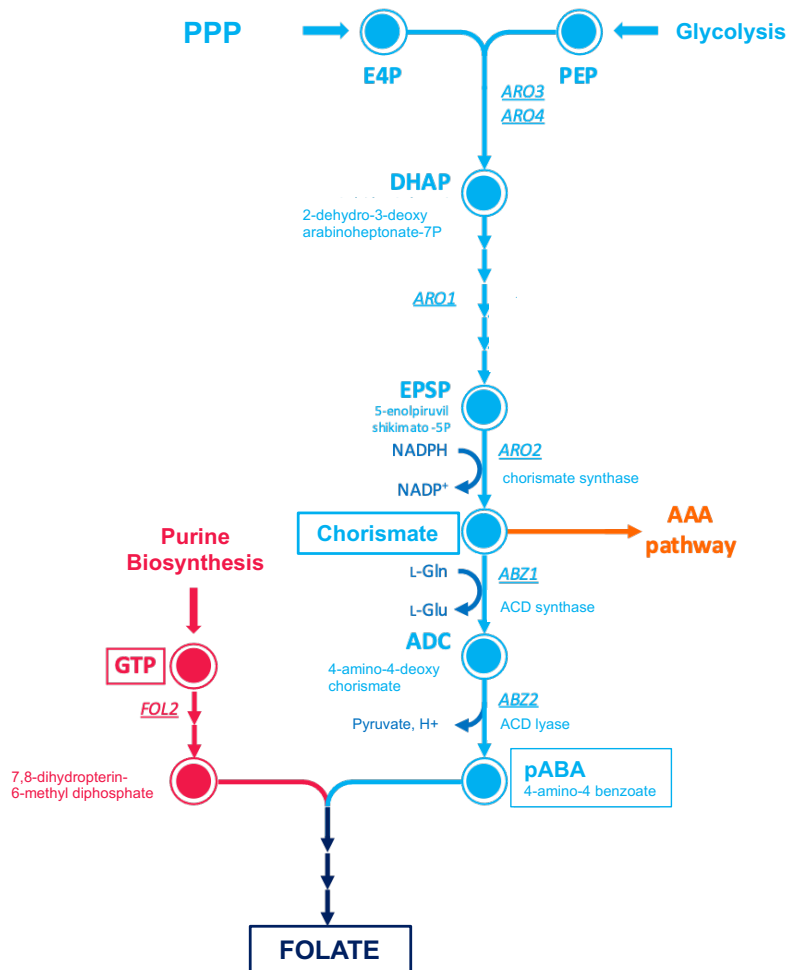 PPP
Glycolysis
E4P
PEP
ARO3
ARO4
DHAP
2-dehydro-3-deoxy
arabinoheptonate-7P
ARO1
EPSP
5-enolpiruvil
shikimato -5P
NADPH
NADP+
ARO2
chorismate synthase
Chorismate
AAA
pathway
Purine
Biosynthesis
L-Gln
L-Glu
ABZ1
ACD synthase
ADC
4-amino-4-deoxy
chorismate
GTP
FOL2
ABZ2
Pyruvate, H+
ACD lyase
7,8-dihydropterin-
6-methyl diphosphate
pABA
4-amino-4 benzoate
FOLATE